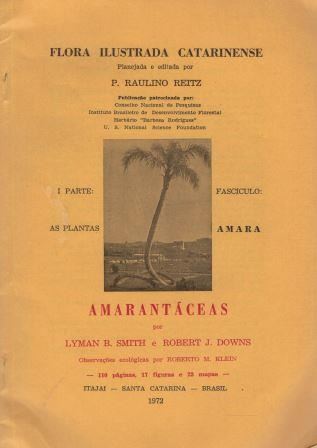 FLORA ILUSTRADA CATARINENSE
Planejada e editada por
P. RAULINO REITZ
Publicação patrocinada por:
Conselho Nacional de Pesquisas
Instituto Brasileiro de Desenvolvimento Florestal
Herbário "Barbosa Rodrigues"
U. S. National Science Foundation
I PARTE: FASCICULO:
AS PLANTAS AMARA
AMARANTÁCEAS
por
LYMAN B. SMITH e ROBERT J. DOWNS
Observações ecológicas por ROBERTO M. KLEIN
— 110 páginas, 17 figuras e 23 mapas —
ITAJAÍ — SANTA CATARINA — BRASIL
1972